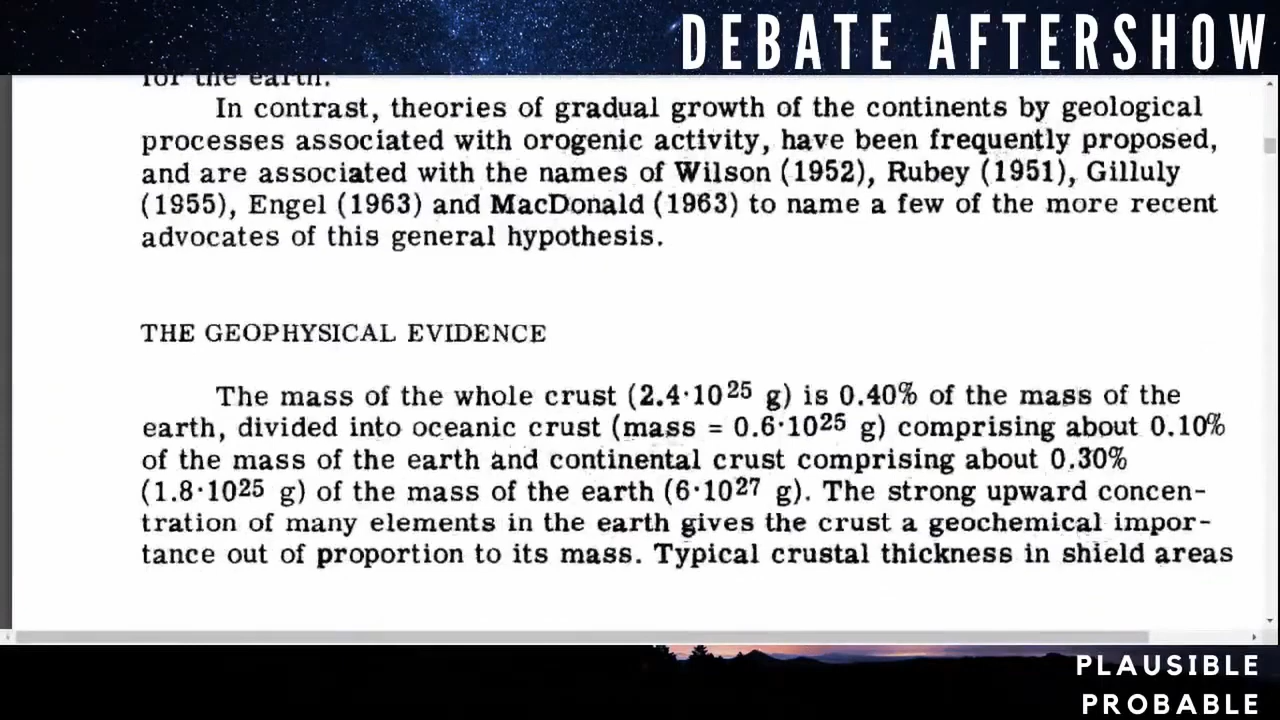 DEBATE AFTERSHOW
for the earth.
In contrast, theories of gradual growth of the continents by geological
processes associated with orogenic activity, have been frequently proposed,
and are associated with the names of Wilson (1952), Rubey (1951), Gilluly
(1955), Engel (1963) and MacDonald (1963) to name a few of the more recent
advocates of this general hypothesis.
THE GEOPHYSICAL EVIDENCE
The mass of the whole crust (2.4·10²⁵ g) is 0.40% of the mass of the
earth, divided into oceanic crust (mass = 0.6·10²⁵ g) comprising about 0.10%
of the mass of the earth and continental crust comprising about 0.30%
(1.8·10²⁵ g) of the mass of the earth (6·10²⁷ g). The strong upward concen-
tration of many elements in the earth gives the crust a geochemical impor-
tance out of proportion to its mass. Typical crustal thickness in shield areas
PLAUSIBLE
PROBABLE